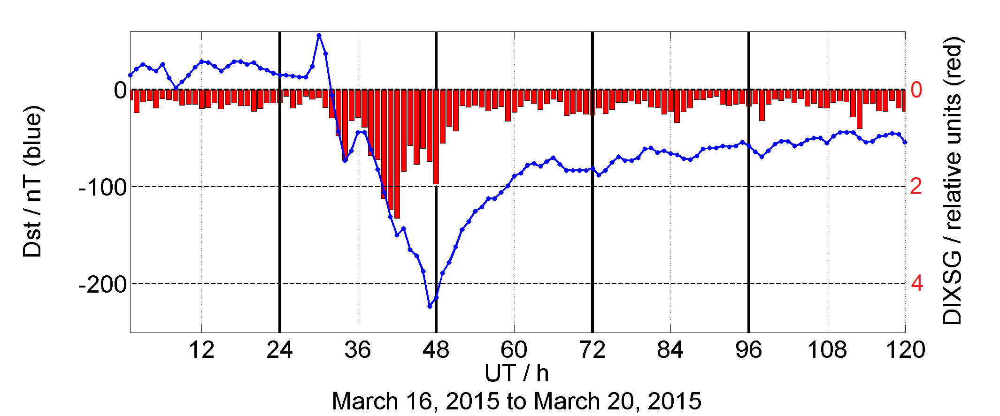 Dst / nT (blue)
0
-100
-200
0
2
4
DIXSG / relative units (red)
12 24 36 48 60 72 84 96 108 120
UT / h
March 16, 2015 to March 20, 2015